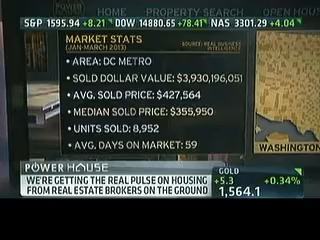 S&P 1595.94 +8.21 DOW 14880.65 +78.41 NAS 3301.29 +4.04
POWER HOME PROPERTY SEARCH OPEN HOUS
MARKET STATS
(JAN-MARCH 2013)
SOURCE: REAL BUSINESS
INTELLIGENCE
• AREA: DC METRO
• SOLD DOLLAR VALUE: $3,930,196,051
• AVG. SOLD PRICE: $427,564
• MEDIAN SOLD PRICE: $355,950
• UNITS SOLD: 8,952
• AVG. DAYS ON MARKET: 59
WASHINGTON
POWER HOUSE
WE'RE GETTING THE REAL PULSE ON HOUSING
FROM REAL ESTATE BROKERS ON THE GROUND
GOLD
+5.3 +0.34%
1,564.1